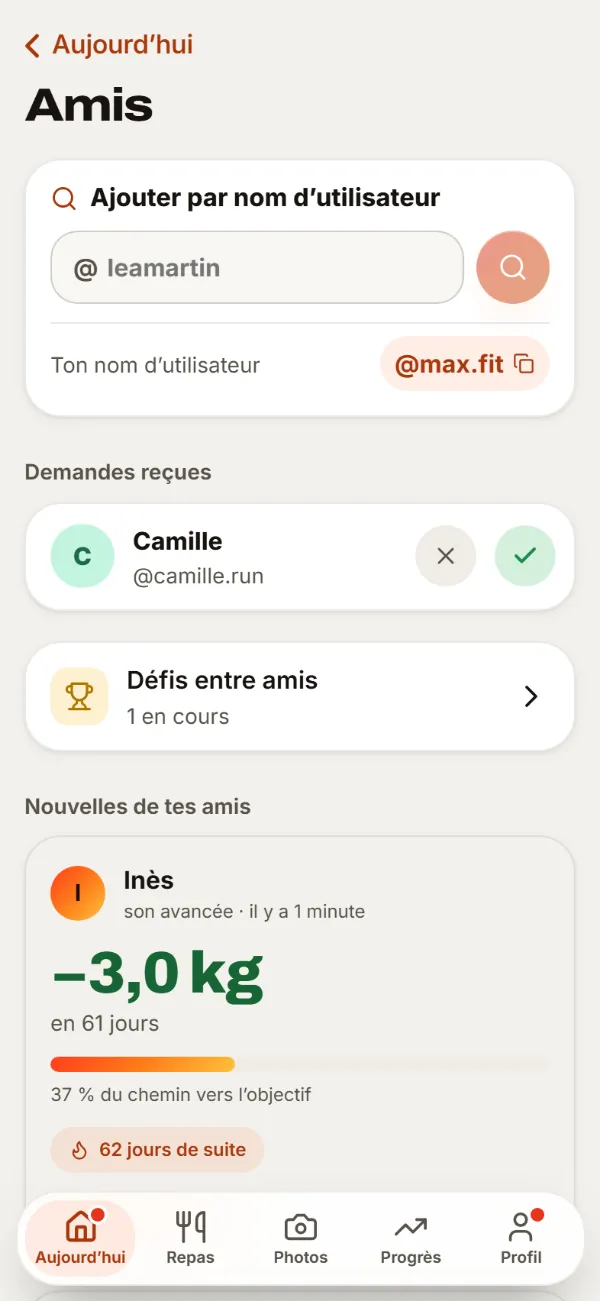 Aujourd’hui
Amis
Ajouter par nom d’utilisateur
@ leamartin
Ton nom d’utilisateur
@max.fit
Demandes reçues
C
Camille
@camille.run
Défis entre amis
1 en cours
Nouvelles de tes amis
I
Inès
son avancée · il y a 1 minute
−3,0 kg
en 61 jours
37 % du chemin vers l’objectif
62 jours de suite
Aujourd’hui Repas Photos Progrès Profil